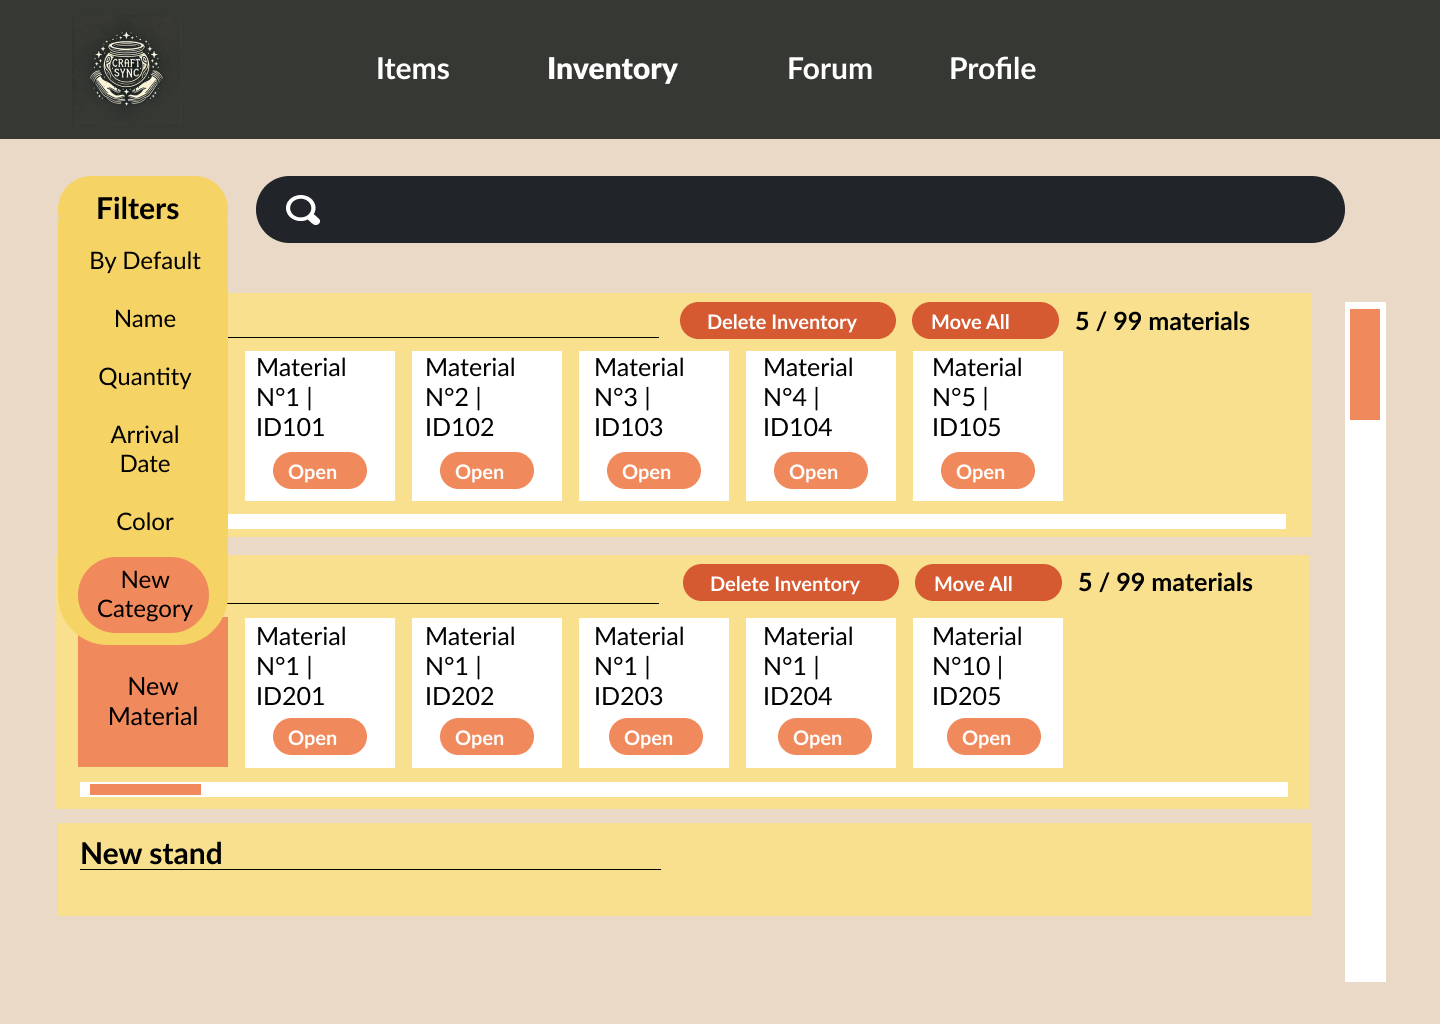 CRAFT
SYNC
Items
Inventory
Forum
Profile
Filters
By Default
Name
Quantity
Arrival
Date
Color
New
Category
Delete Inventory
Move All
5 / 99 materials
Material
N°1 |
ID101
Open
Material
N°2 |
ID102
Open
Material
N°3 |
ID103
Open
Material
N°4 |
ID104
Open
Material
N°5 |
ID105
Open
Delete Inventory
Move All
5 / 99 materials
New
Material
Material
N°1 |
ID201
Open
Material
N°1 |
ID202
Open
Material
N°1 |
ID203
Open
Material
N°1 |
ID204
Open
Material
N°10 |
ID205
Open
New stand